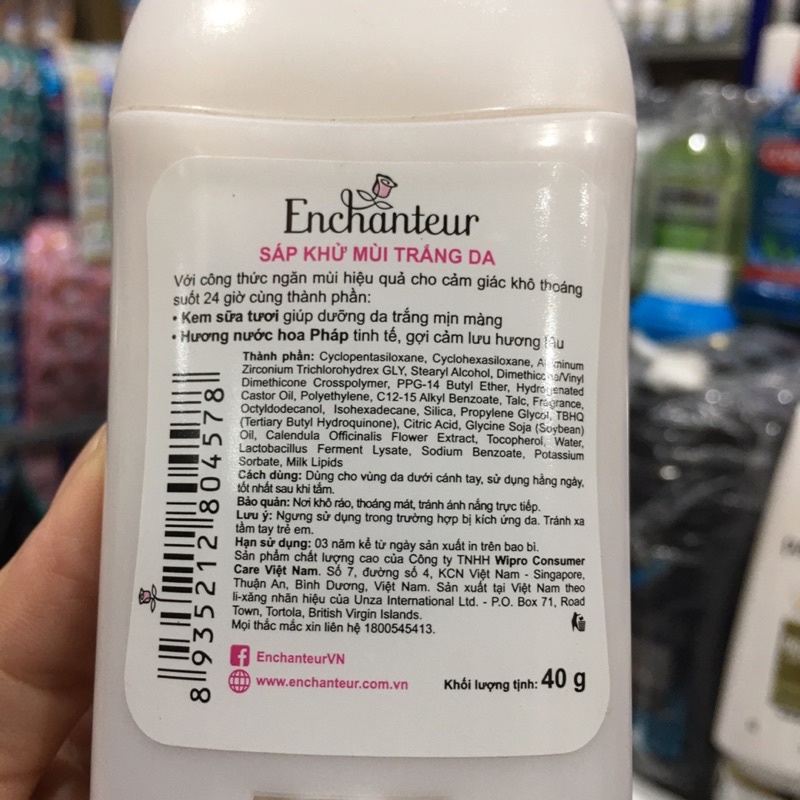 Enchanteur
SÁP KHỬ MÙI TRẮNG DA
Với công thức ngăn mùi hiệu quả cho cảm giác khô thoáng
suốt 24 giờ cùng thành phần:
• Kem sữa tươi giúp dưỡng da trắng mịn màng
• Hương nước hoa Pháp tinh tế, gợi cảm lưu hương lâu
Thành phần: Cyclopentasiloxane, Cyclohexasiloxane, Aluminum
Zirconium Trichlorohydrex GLY, Stearyl Alcohol, Dimethicone/Vinyl
Dimethicone Crosspolymer, PPG-14 Butyl Ether, Hydrogenated
Castor Oil, Polyethylene, C12-15 Alkyl Benzoate, Talc, Fragrance,
Octyldodecanol, Isohexadecane, Silica, Propylene Glycol, TBHQ
(Tertiary Butyl Hydroquinone), Citric Acid, Glycine Soja (Soybean)
Oil, Calendula Officinalis Flower Extract, Tocopherol, Water,
Lactobacillus Ferment Lysate, Sodium Benzoate, Potassium
Sorbate, Milk Lipids
Cách dùng: Dùng cho vùng da dưới cánh tay, sử dụng hằng ngày,
tốt nhất sau khi tắm.
Bảo quản: Nơi khô ráo, thoáng mát, tránh ánh nắng trực tiếp.
Lưu ý: Ngưng sử dụng trong trường hợp bị kích ứng da. Tránh xa
tầm tay trẻ em.
Hạn sử dụng: 03 năm kể từ ngày sản xuất in trên bao bì.
Sản phẩm chất lượng cao của Công ty TNHH Wipro Consumer
Care Việt Nam. Số 7, đường số 4, KCN Việt Nam - Singapore,
Thuận An, Bình Dương, Việt Nam. Sản xuất tại Việt Nam theo
li-xăng nhãn hiệu của Unza International Ltd. - P.O. Box 71, Road
Town, Tortola, British Virgin Islands.
Mọi thắc mắc xin liên hệ 1800545413.
EnchanteurVN
www.enchanteur.com.vn
Khối lượng tịnh: 40 g
8935212804578